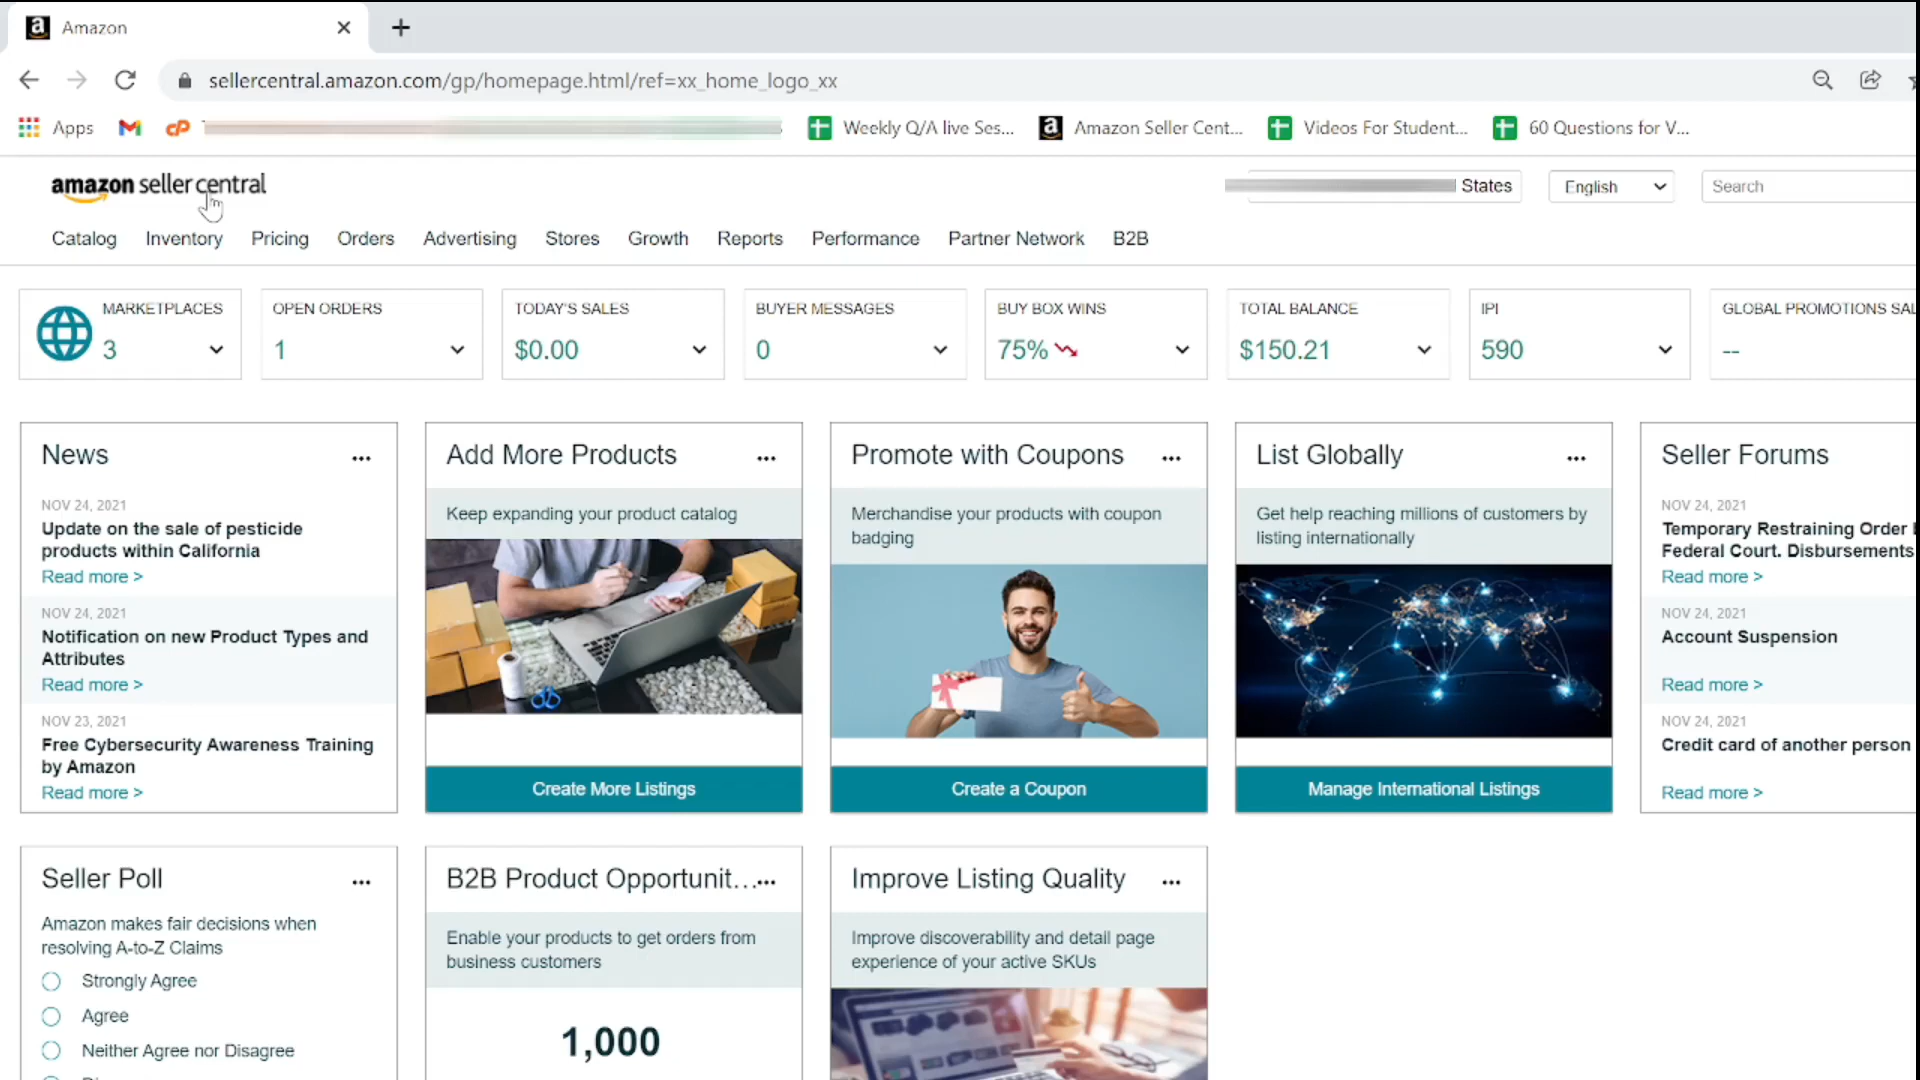 Amazon
sellercentral.amazon.com/gp/homepage.html/ref=xx_home_logo_xx
Apps
Weekly Q/A live Ses...
Amazon Seller Cent...
Videos For Student...
60 Questions for V...
amazon seller central
States
English
Search
Catalog
Inventory
Pricing
Orders
Advertising
Stores
Growth
Reports
Performance
Partner Network
B2B
MARKETPLACES
3
OPEN ORDERS
1
TODAY'S SALES
$0.00
BUYER MESSAGES
0
BUY BOX WINS
75%
TOTAL BALANCE
$150.21
IPI
590
GLOBAL PROMOTIONS SAL
--
News
NOV 24, 2021
Update on the sale of pesticide
products within California
Read more >
NOV 24, 2021
Notification on new Product Types and
Attributes
Read more >
NOV 23, 2021
Free Cybersecurity Awareness Training
by Amazon
Read more >
Add More Products
Keep expanding your product catalog
Create More Listings
Promote with Coupons
Merchandise your products with coupon
badging
Create a Coupon
List Globally
Get help reaching millions of customers by
listing internationally
Manage International Listings
Seller Forums
NOV 24, 2021
Temporary Restraining Order
Federal Court. Disbursements
Read more >
NOV 24, 2021
Account Suspension
Read more >
NOV 24, 2021
Credit card of another person
Read more >
Seller Poll
Amazon makes fair decisions when
resolving A-to-Z Claims
Strongly Agree
Agree
Neither Agree nor Disagree
B2B Product Opportunit...
Enable your products to get orders from
business customers
1,000
Improve Listing Quality
Improve discoverability and detail page
experience of your active SKUs